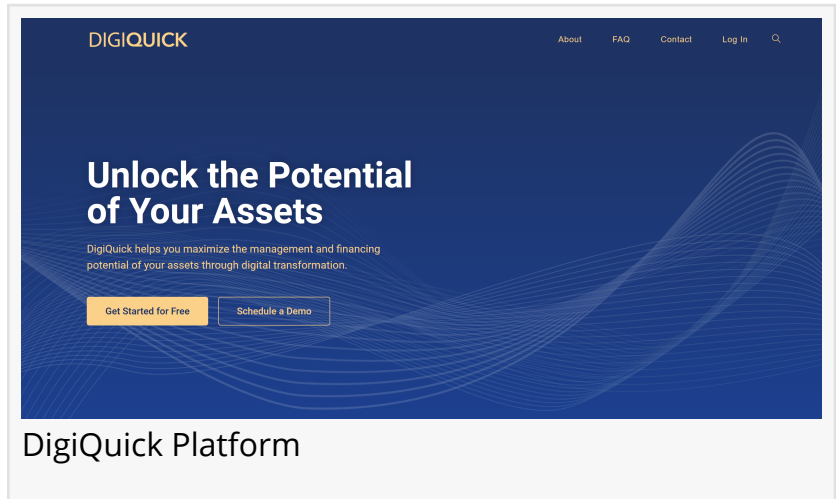 DIGIQUICK
About FAQ Contact Log In
Unlock the Potential
of Your Assets
DigiQuick helps you maximize the management and financing
potential of your assets through digital transformation.
Get Started for Free Schedule a Demo
DigiQuick Platform